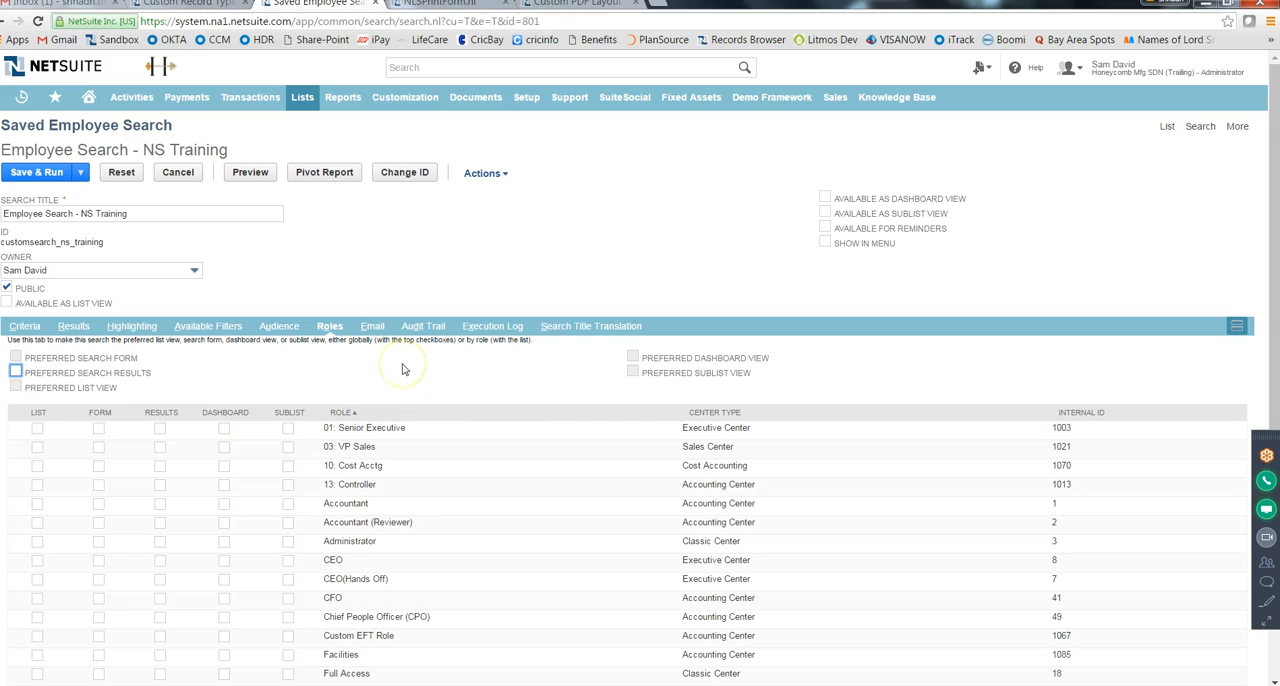 Inbox (1) - shhadh.th
Custom Record Type
Saved Employee Sea
NLSPrintForm.nl
Custom PDF Layout
NetSuite Inc. [US] https://system.na1.netsuite.com/app/common/search/search.nl?cu=T&e=T&id=801
Apps Gmail Sandbox OKTA CCM HDR Share-Point iPay LifeCare CricBay cricinfo Benefits PlanSource Records Browser Litmos Dev VISANOW iTrack Boomi Bay Area Spots Names of Lord Sr »
NETSUITE Search Help Sam David
Honeycomb Mfg SDN (Trailing) - Administrator
Activities Payments Transactions Lists Reports Customization Documents Setup Support SuiteSocial Fixed Assets Demo Framework Sales Knowledge Base
Saved Employee Search List Search More
Employee Search - NS Training
Save & Run Reset Cancel Preview Pivot Report Change ID Actions
SEARCH TITLE *
Employee Search - NS Training
ID
customsearch_ns_training
OWNER
Sam David
PUBLIC
AVAILABLE AS LIST VIEW
AVAILABLE AS DASHBOARD VIEW
AVAILABLE AS SUBLIST VIEW
AVAILABLE FOR REMINDERS
SHOW IN MENU
Criteria Results Highlighting Available Filters Audience Roles Email Audit Trail Execution Log Search Title Translation
Use this tab to make this search the preferred list view, search form, dashboard view, or sublist view, either globally (with the top checkboxes) or by role (with the list).
PREFERRED SEARCH FORM
PREFERRED SEARCH RESULTS
PREFERRED LIST VIEW
PREFERRED DASHBOARD VIEW
PREFERRED SUBLIST VIEW
LIST FORM RESULTS DASHBOARD SUBLIST ROLE CENTER TYPE INTERNAL ID
01: Senior Executive Executive Center 1003
03: VP Sales Sales Center 1021
10: Cost Acctg Cost Accounting 1070
13: Controller Accounting Center 1013
Accountant Accounting Center 1
Accountant (Reviewer) Accounting Center 2
Administrator Classic Center 3
CEO Executive Center 8
CEO(Hands Off) Executive Center 7
CFO Accounting Center 41
Chief People Officer (CPO) Accounting Center 49
Custom EFT Role Accounting Center 1067
Facilities Accounting Center 1085
Full Access Classic Center 18